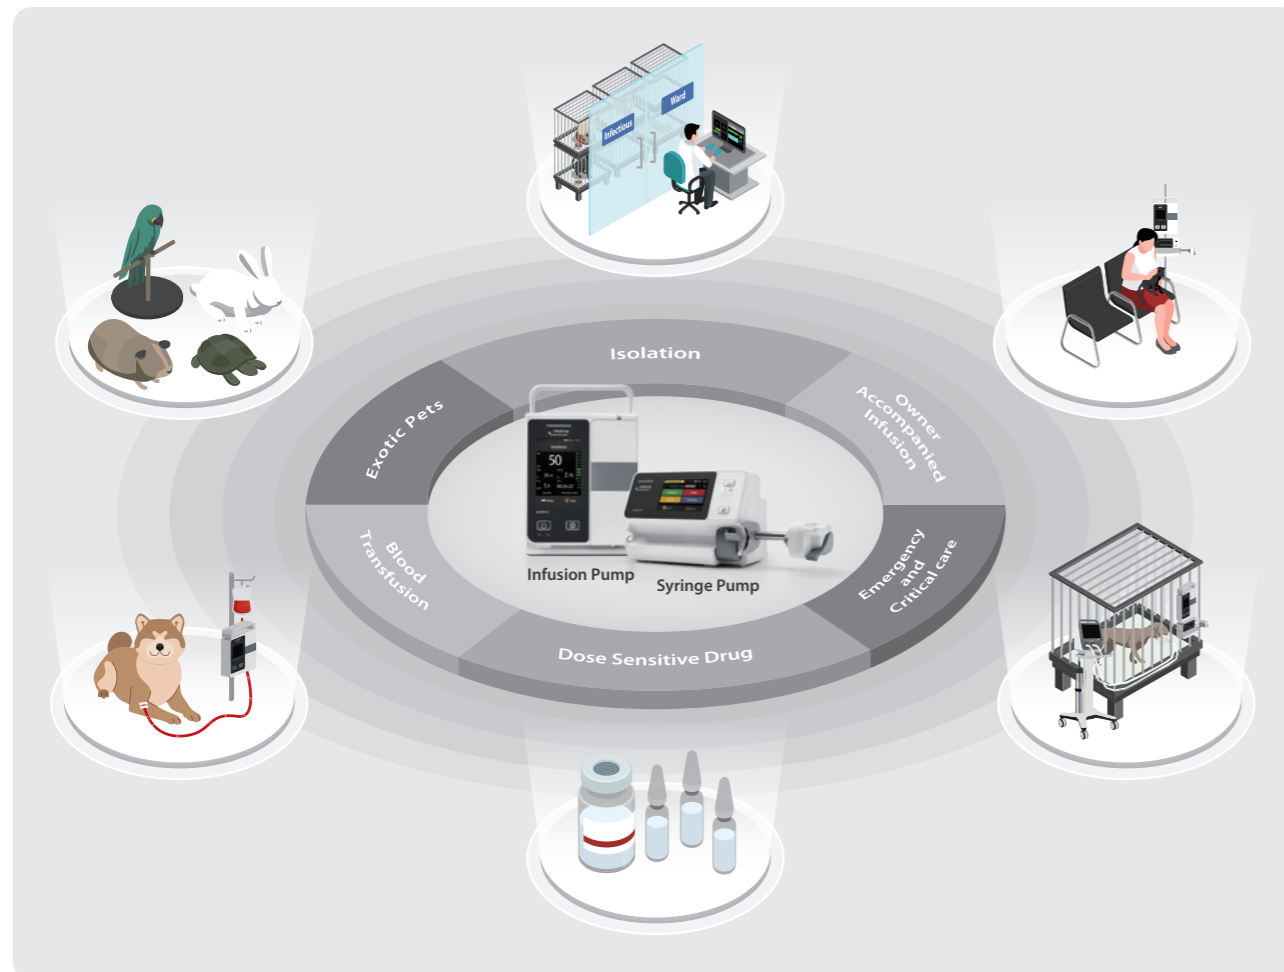 Infectious
Ward
Isolation
Exotic Pets
Owner
Accompanied
Infusion
50
Infusion Pump
Syringe Pump
Blood
Transfusion
Emergency
and
Critical care
Dose Sensitive Drug